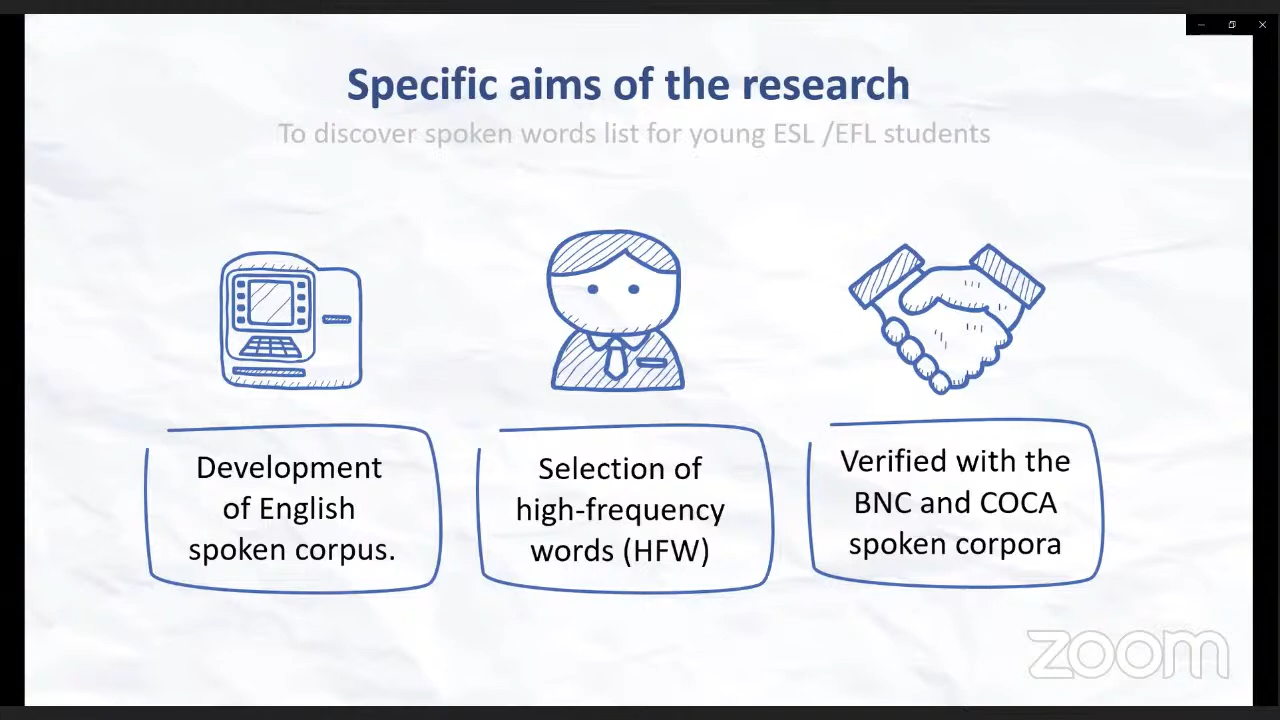 Specific aims of the research
To discover spoken words list for young ESL /EFL students
Development
of English
spoken corpus.
Selection of
high-frequency
words (HFW)
Verified with the
BNC and COCA
spoken corpora
zoom